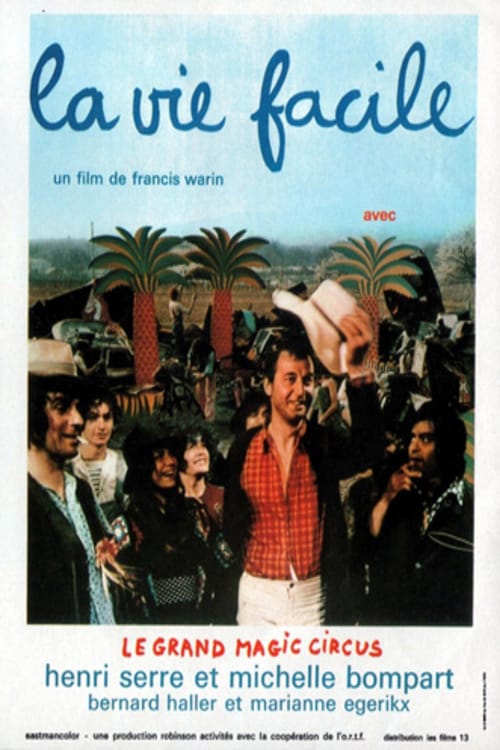 la vie facile
un film de francis warin
avec
LE GRAND MAGIC CIRCUS
henri serre et michelle bompart
bernard haller et marianne egerikx
eastmancolor - une production robinson activités avec la coopération de l'o.r.t.f. distribution les films 13